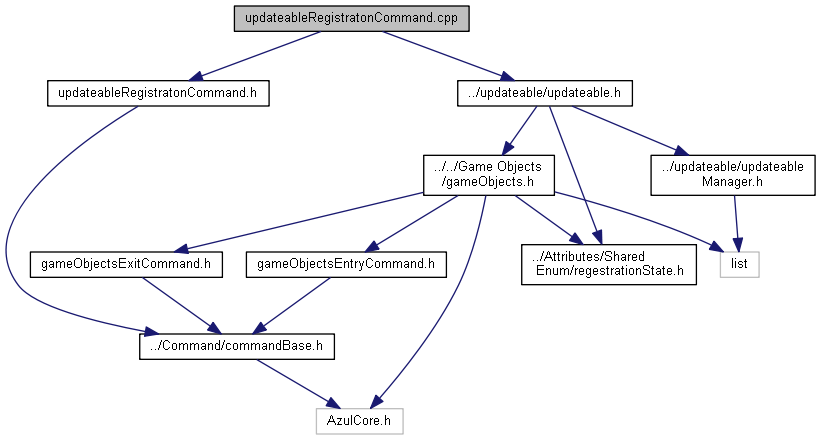 updateableRegistratonCommand.cpp
updateableRegistratonCommand.h
../updateable/updateable.h
../../Game Objects
/gameObjects.h
../updateable/updateable
Manager.h
gameObjectsExitCommand.h
gameObjectsEntryCommand.h
../Attributes/Shared
Enum/regestrationState.h
list
../Command/commandBase.h
AzulCore.h